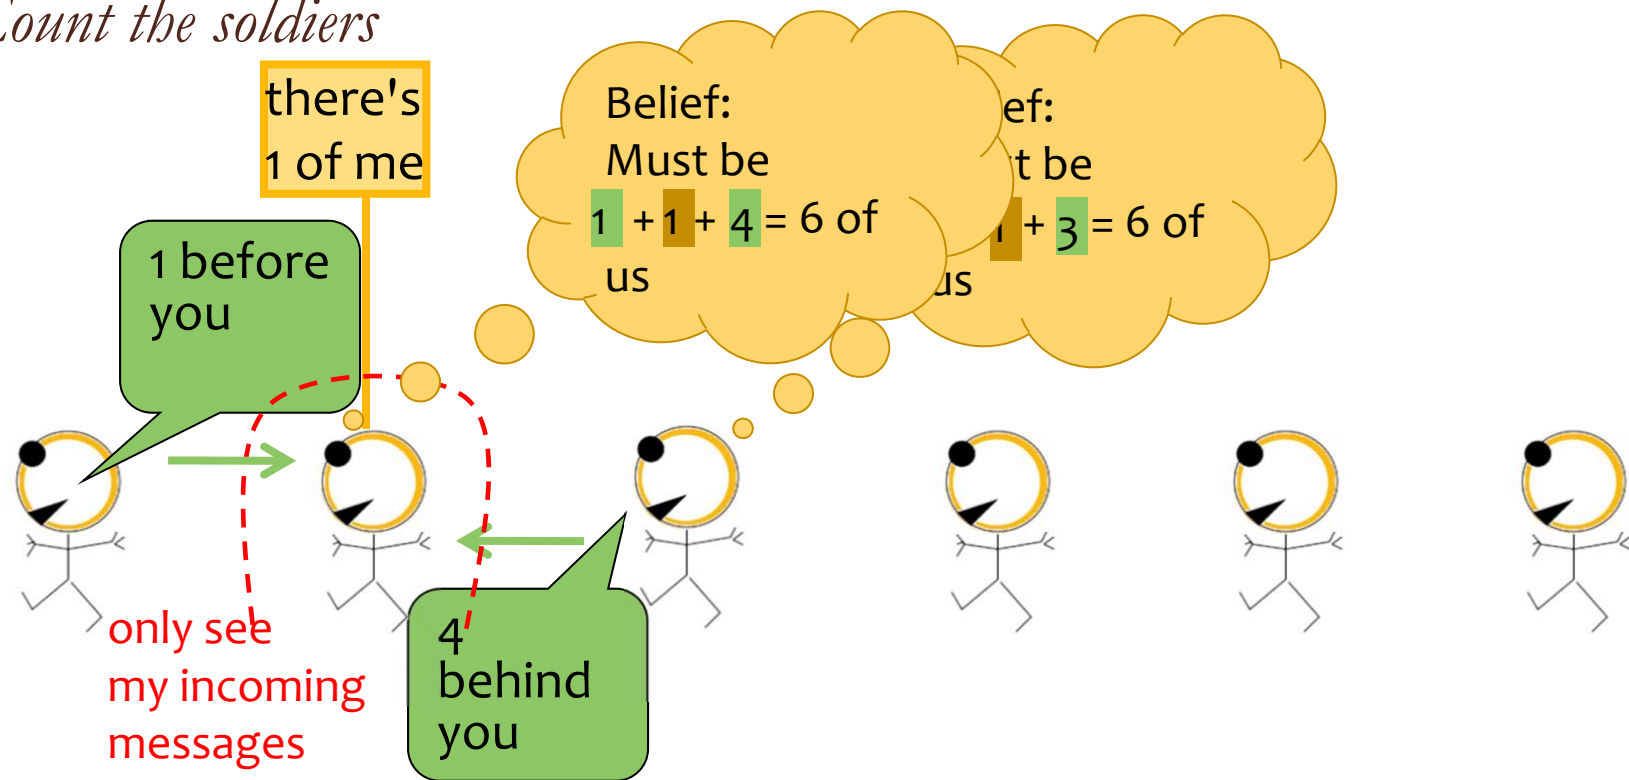 Count the soldiers
there's
1 of me
Belief:
Must be
1 + 1 + 4 = 6 of
us
ef:
t be
1 + 3 = 6 of
us
1 before
you
only see
my incoming
messages
4
behind
you